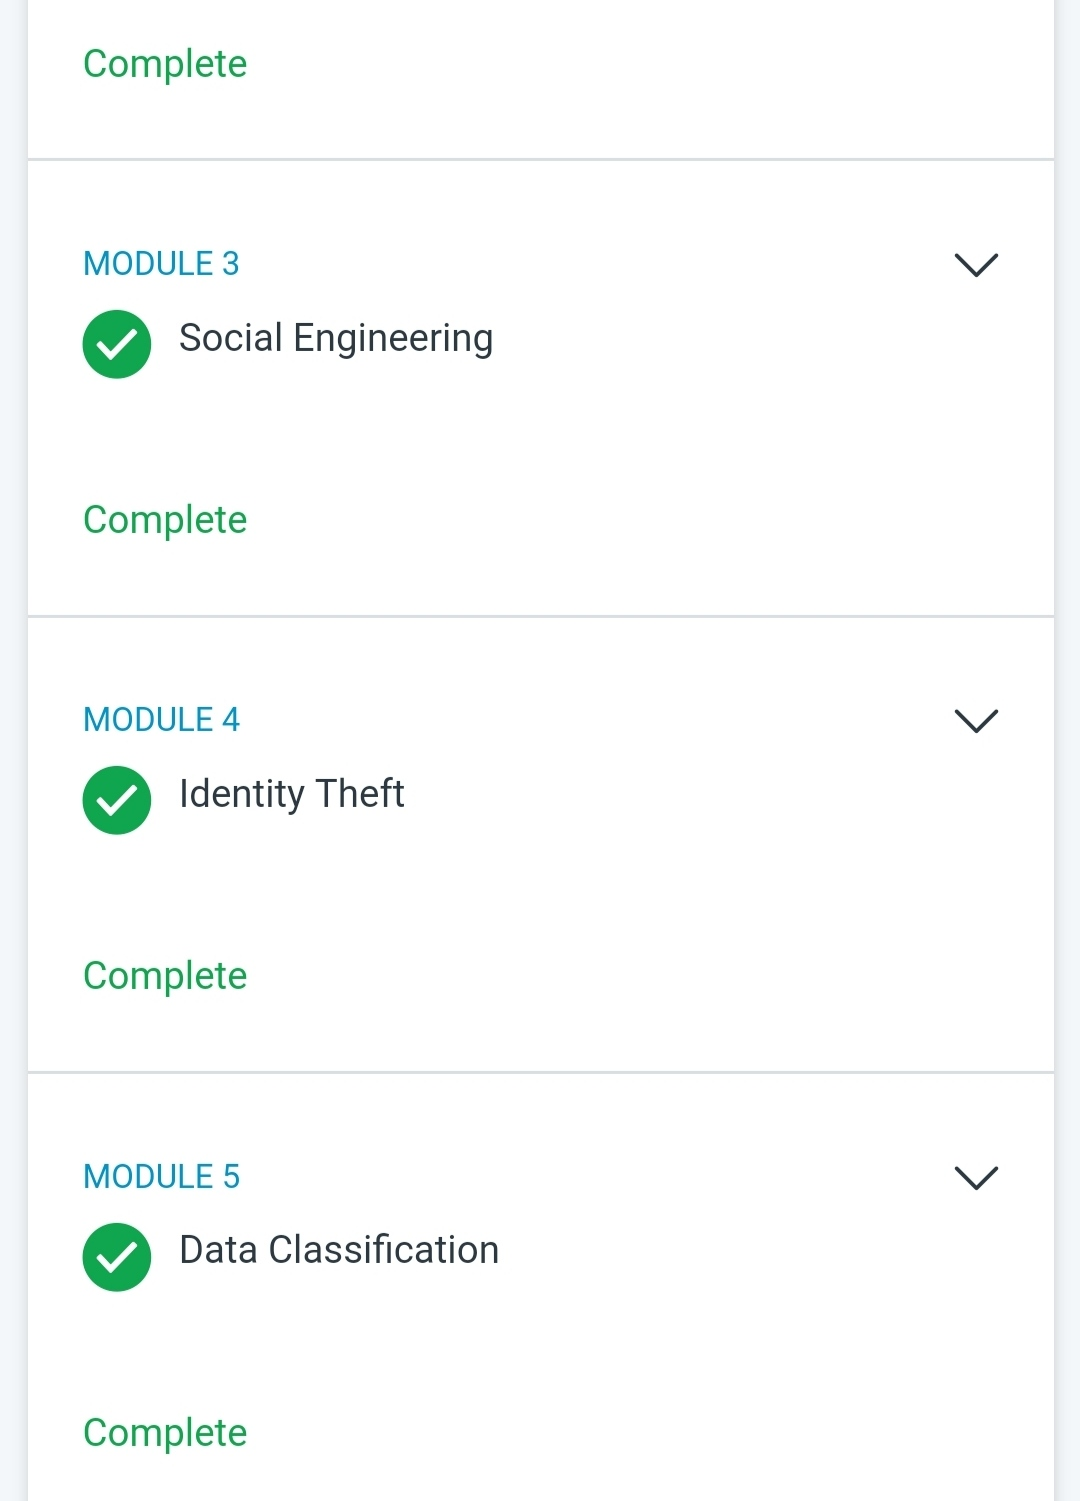 Complete
MODULE 3
Social Engineering
Complete
MODULE 4
Identity Theft
Complete
MODULE 5
Data Classification
Complete